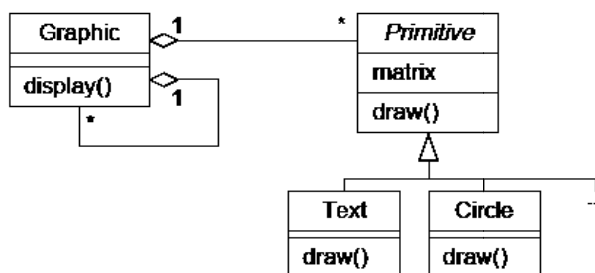 Graphic
1
*
Primitive
matrix
display()
1
*
draw()
Text
Circle
draw()
draw()